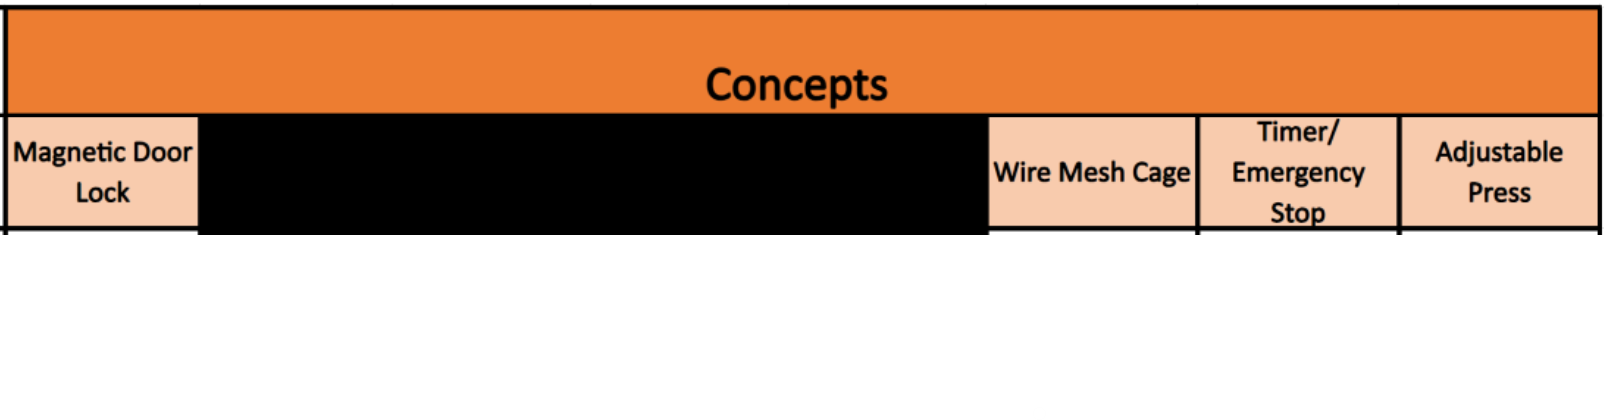 Concepts
Magnetic Door
Lock
Wire Mesh Cage
Timer/
Emergency
Stop
Adjustable
Press